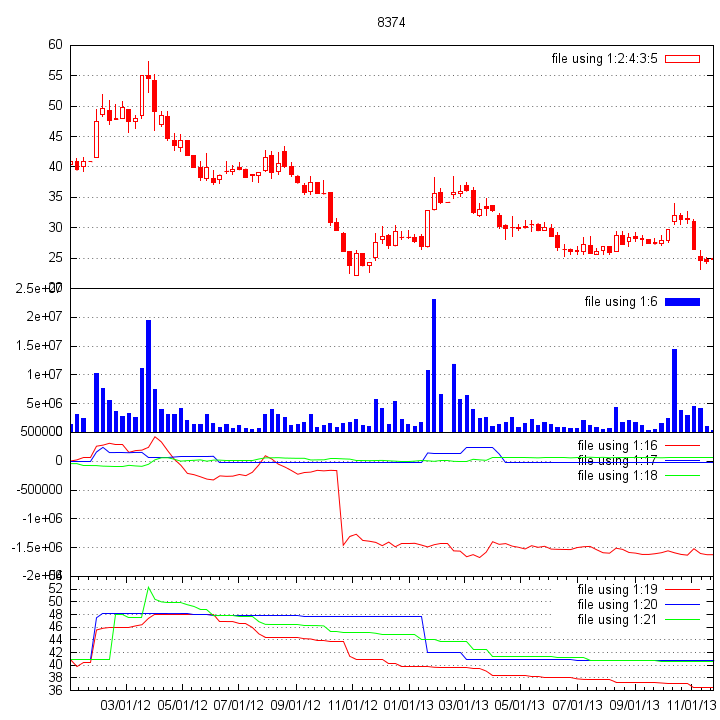 8374
60
file using 1:2:4:3:5
55
50
45
40
35
30
25
2.5e+07
file using 1:6
2e+07
1.5e+07
1e+07
5e+06
500000
file using 1:16
0
file using 1:17
file using 1:18
-500000
-1e+06
-1.5e+06
-2e+06
52
file using 1:19
50
file using 1:20
48
file using 1:21
46
44
42
40
38
36
03/01/12 05/01/12 07/01/12 09/01/12 11/01/12 01/01/13 03/01/13 05/01/13 07/01/13 09/01/13 11/01/13